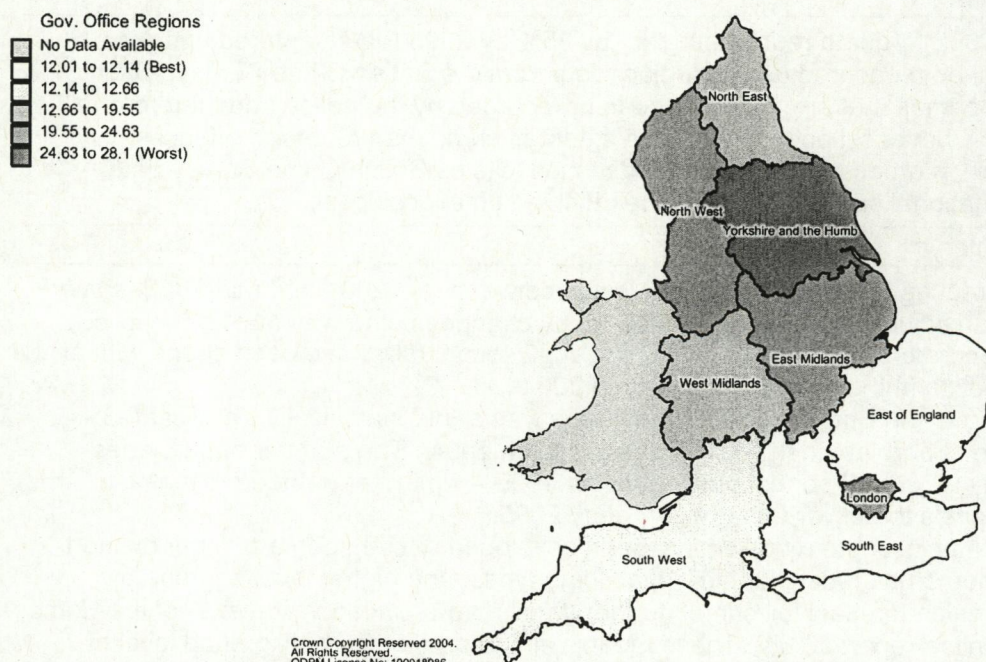 Gov. Office Regions
No Data Available
12.01 to 12.14 (Best)
12.14 to 12.66
12.66 to 19.55
19.55 to 24.63
24.63 to 28.1 (Worst)
North East
North West
Yorkshire and the Humb
East Midlands
West Midlands
East of England
London
South East
South West
Crown Copyright Reserved 2004.
All Rights Reserved.
ODPM License No: